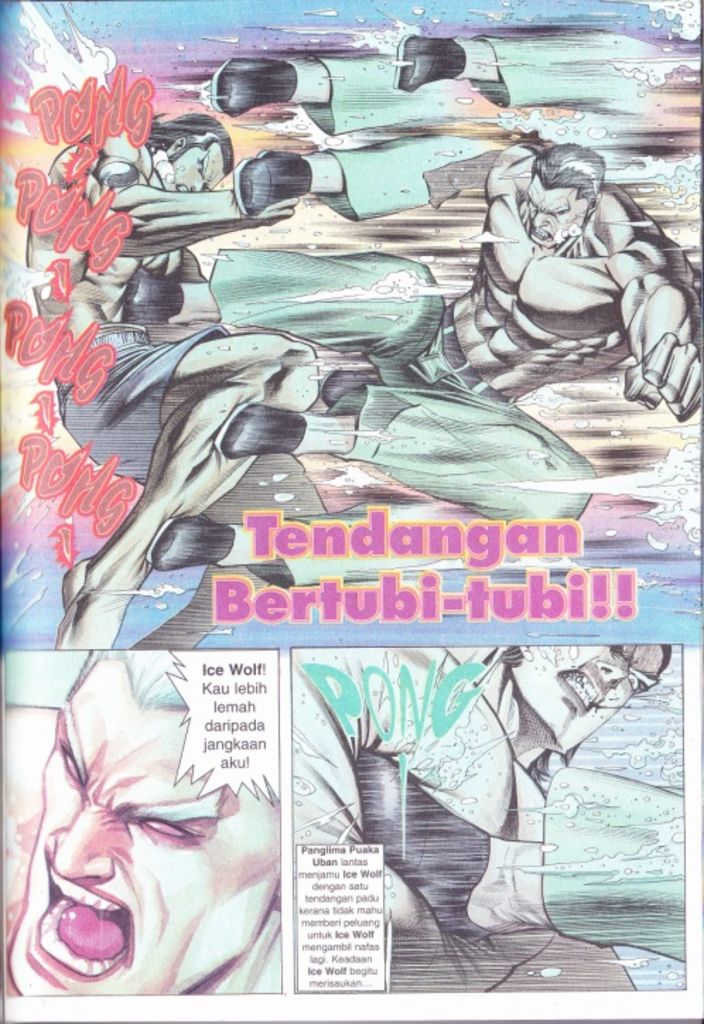 PONG!
PONG!
PONG!
PONG!
Tendangan
Bertubi-tubi!!
Ice Wolf!
Kau lebih
lemah
daripada
jangkaan
aku!
PONG!
Panglima Puaka
Uban lantas
menjamu Ice Wolf
dengan satu
tendangan padu
kerana tidak mahu
memberi peluang
untuk Ice Wolf
mengambil nafas
lagi. Keadaan
Ice Wolf begitu
merisaukan....